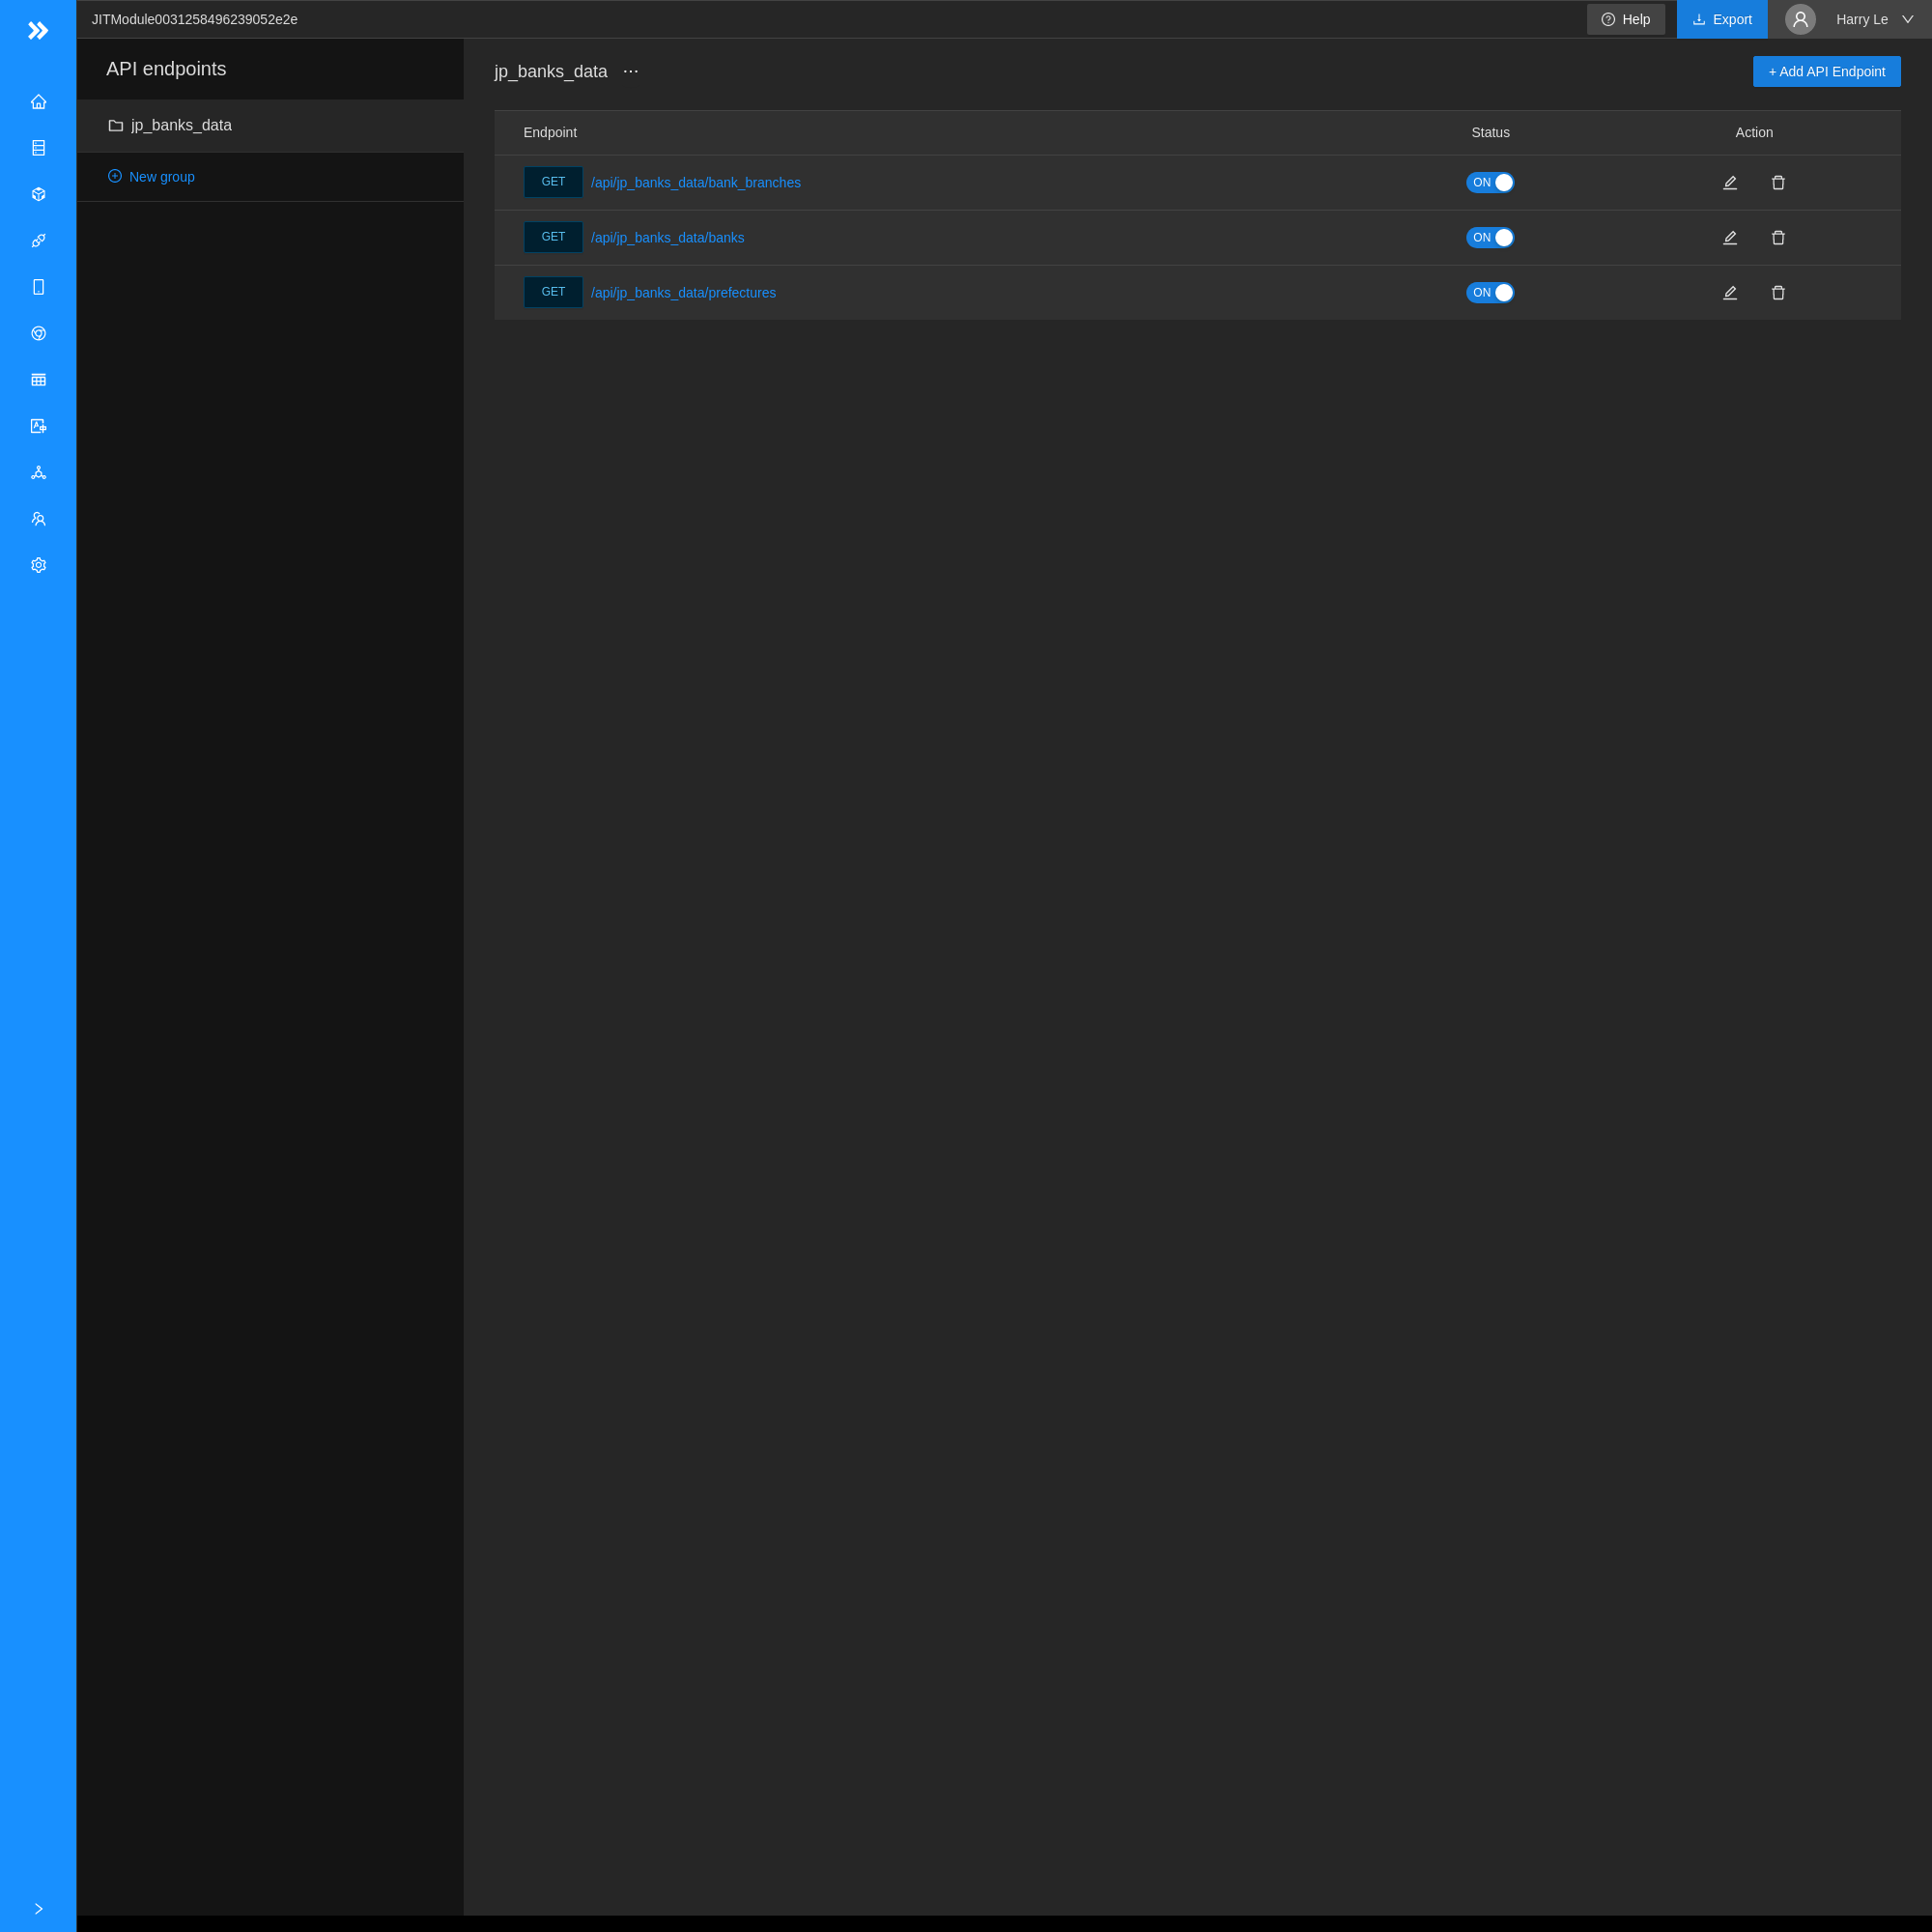 JITModule0031258496239052e2e
Help
Export
Harry Le
API endpoints
jp_banks_data
New group
jp_banks_data ...
+ Add API Endpoint
Endpoint Status Action
GET /api/jp_banks_data/bank_branches ON
GET /api/jp_banks_data/banks ON
GET /api/jp_banks_data/prefectures ON